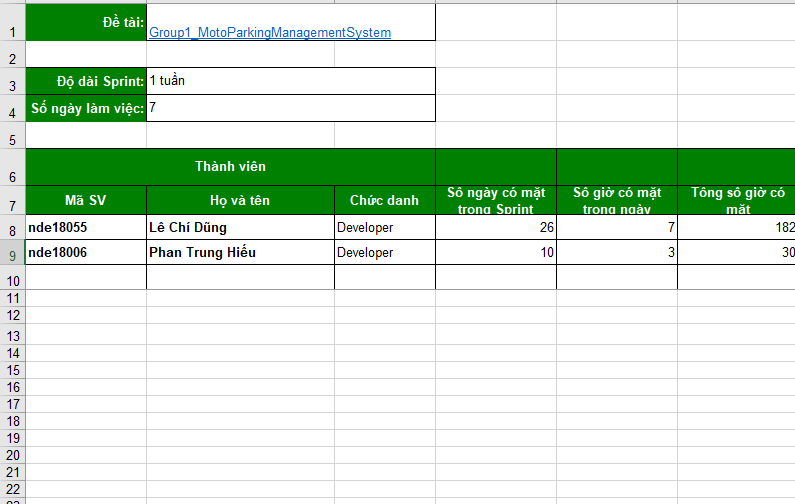 1 Đề tài: Group1_MotoParkingManagementSystem
2
3 Độ dài Sprint: 1 tuần
4 Số ngày làm việc: 7
5
6 Thành viên
7 Mã SV Họ và tên Chức danh Số ngày có mặt trong Sprint Số giờ có mặt trong ngày Tổng số giờ có mặt
8 nde18055 Lê Chí Dũng Developer 26 7 182
9 nde18006 Phan Trung Hiếu Developer 10 3 30
10
11
12
13
14
15
16
17
18
19
20
21
22